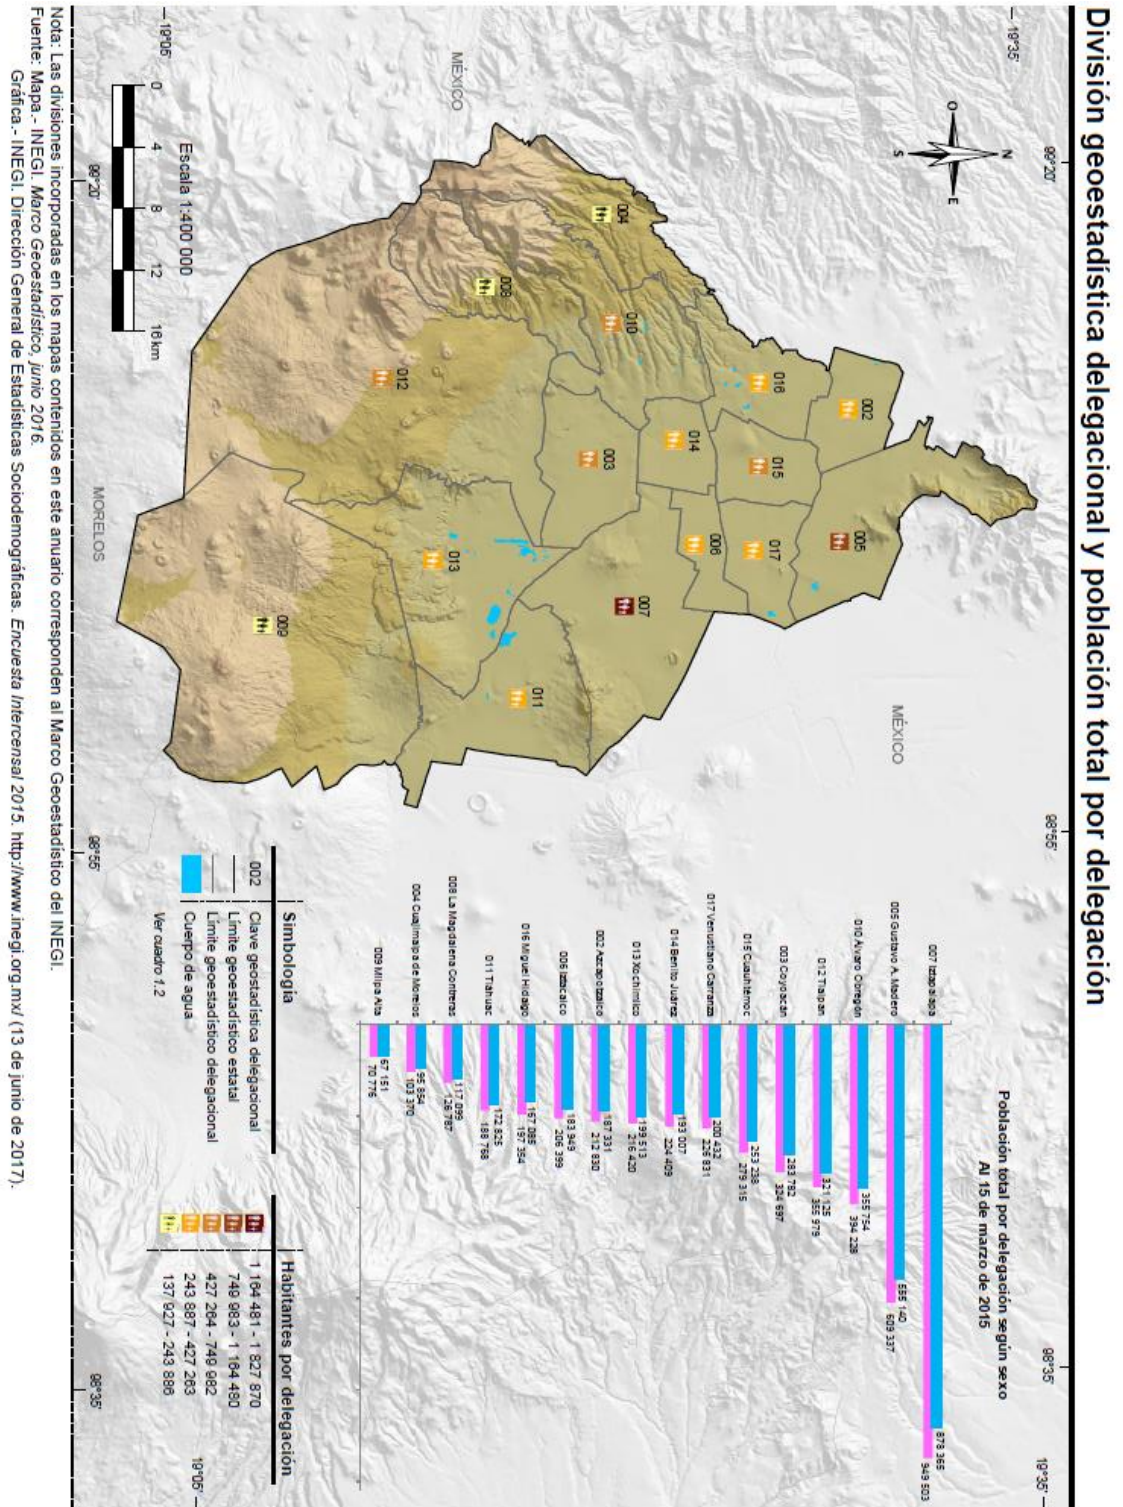 División geoestadística delegacional y población total por delegación
19°35'
99°20'
98°55'
98°35'
19°35'
N
O
E
S
MÉXICO
MÉXICO
MORELOS
004
008
010
012
016
002
014
003
015
005
006
017
007
013
009
011
Población total por delegación según sexo
Al 15 de marzo de 2015
007 Iztapalapa
878 365
949 503
005 Gustavo A. Madero
555 140
609 337
010 Álvaro Obregón
355 754
394 228
012 Tlalpan
321 125
355 979
003 Coyoacán
283 782
324 697
015 Cuauhtémoc
253 238
279 315
017 Venustiano Carranza
200 432
226 831
014 Benito Juárez
193 007
224 409
013 Xochimilco
199 513
216 420
002 Azcapotzalco
187 331
212 830
006 Iztacalco
183 949
206 399
016 Miguel Hidalgo
167 085
197 354
011 Tláhuac
172 825
188 768
008 La Magdalena Contreras
117 099
126 787
004 Cuajimalpa de Morelos
95 854
103 370
009 Milpa Alta
67 151
70 776
Escala 1:400 000
0 4 8 12 16 km
Simbología
002 Clave geostadística delegacional
Límite geoestadístico estatal
Límite geoestadístico delegacional
Cuerpo de agua
Ver cuadro 1.2
Habitantes por delegación
1 164 481 - 1 827 870
749 983 - 1 164 480
427 264 - 749 982
243 887 - 427 263
137 927 - 243 886
19°05'
99°20'
98°55'
98°35'
19°05'
Nota: Las divisiones incorporadas en los mapas contenidos en este anuario corresponden al Marco Geoestadístico del INEGI.
Fuente: Mapa.- INEGI. Marco Geoestadístico, junio 2016.
Gráfica.- INEGI. Dirección General de Estadísticas Sociodemográficas. Encuesta Intercensal 2015. http://www.inegi.org.mx/ (13 de junio de 2017).